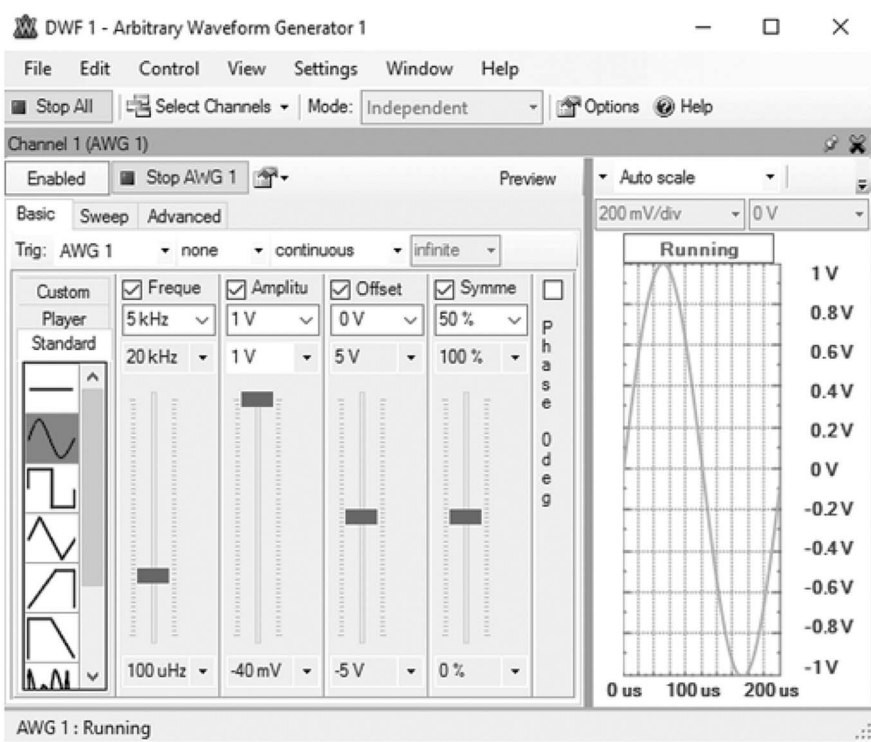 DWF 1 - Arbitrary Waveform Generator 1
File Edit Control View Settings Window Help
Stop All Select Channels Mode: Independent Options Help
Channel 1 (AWG 1)
Enabled Stop AWG 1 Preview
Auto scale
Basic Sweep Advanced
200 mV/div 0 V
Trig: AWG 1 none continuous infinite
Running
Custom
Player
Standard
Freque Amplitu Offset Symme
5 kHz 1 V 0 V 50 %
20 kHz 1 V 5 V 100 %
100 uHz -40 mV -5 V 0 %
Phase 0 deg
1 V
0.8 V
0.6 V
0.4 V
0.2 V
0 V
-0.2 V
-0.4 V
-0.6 V
-0.8 V
-1 V
0 us 100 us 200 us
AWG 1 : Running